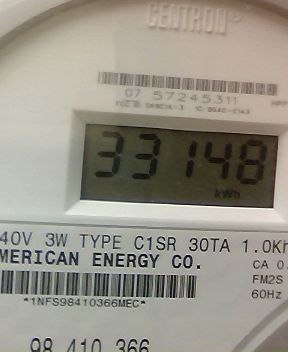 CENTRON
07 57245311
33148
kWh
40V 3W TYPE C1SR 30TA 1.0Kh
MERICAN ENERGY CO.
CA 0.
FM2S
60Hz
*1NFS98410366MEC*
98 410 366